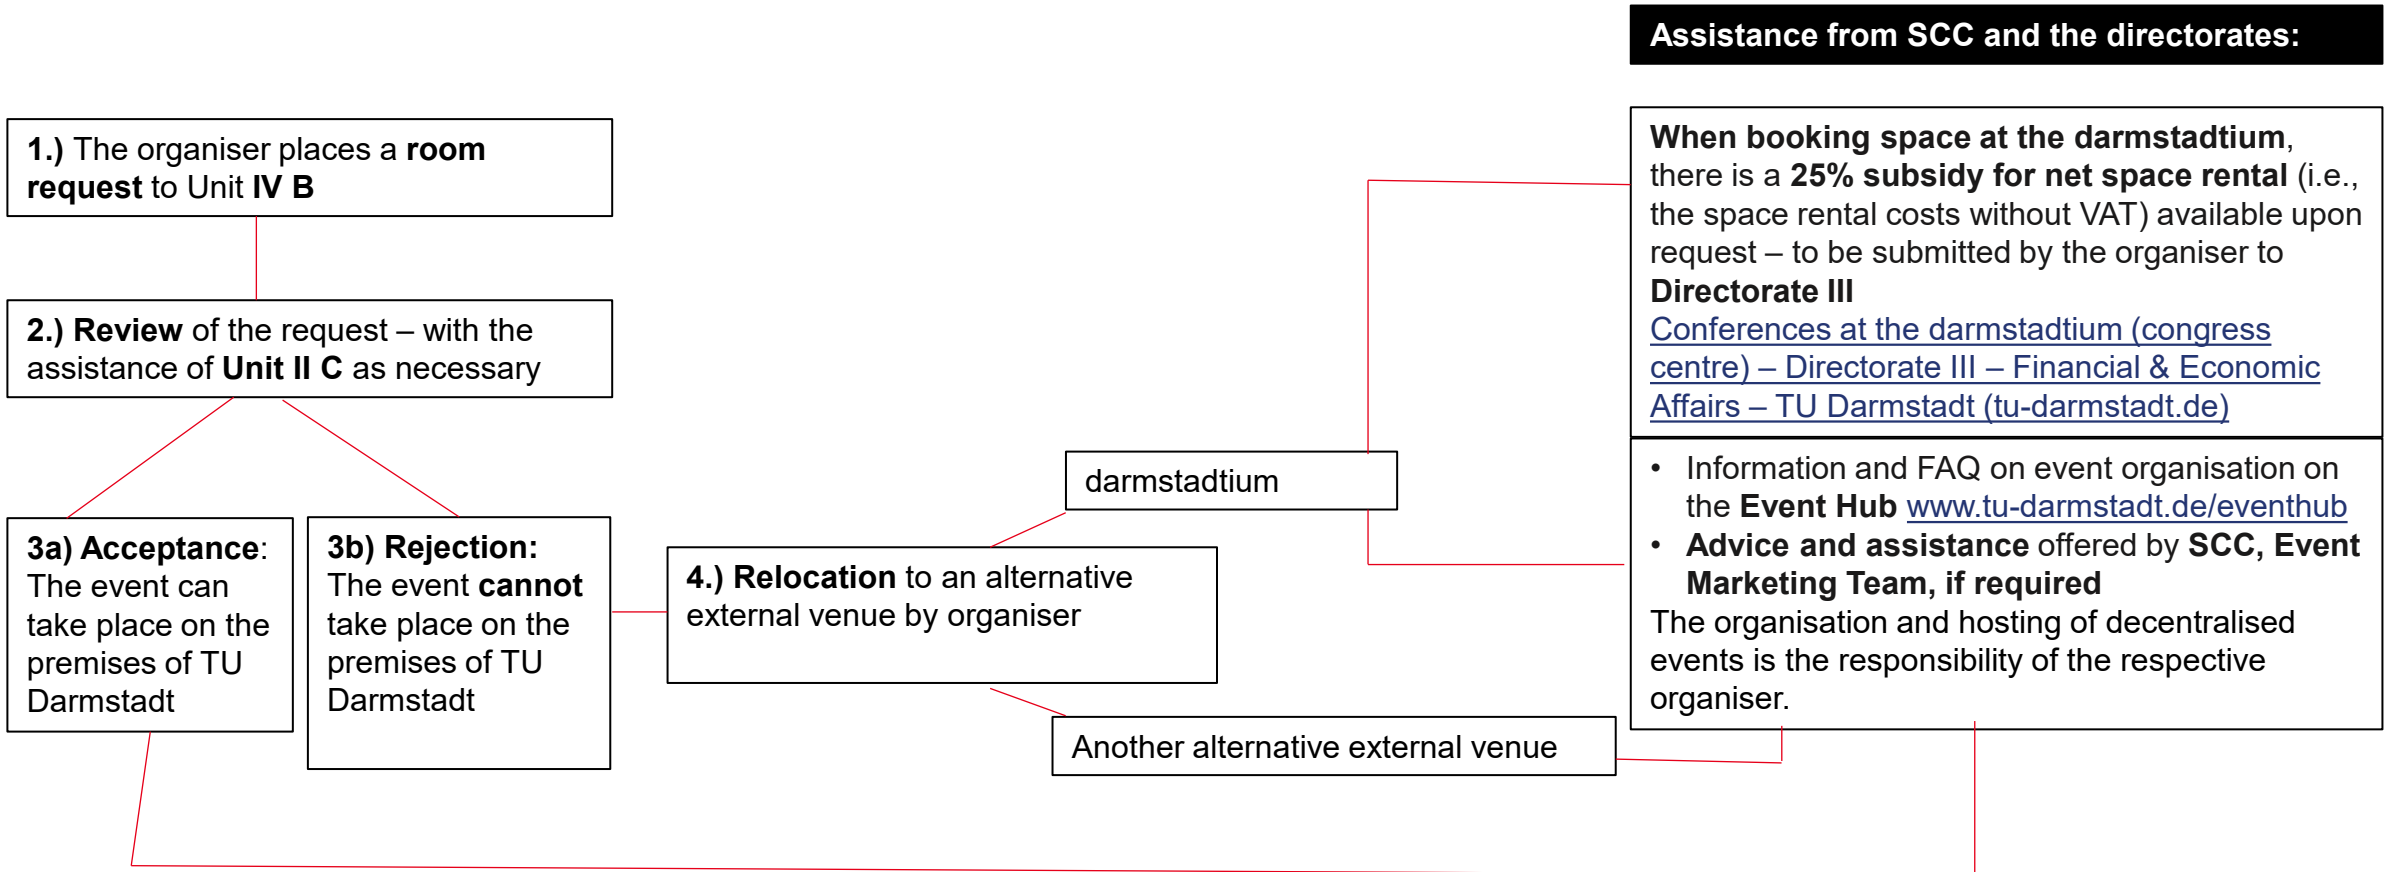 Assistance from SCC and the directorates:
1.) The organiser places a room
request to Unit IV B
2.) Review of the request – with the
assistance of Unit II C as necessary
3a) Acceptance:
The event can
take place on the
premises of TU
Darmstadt
3b) Rejection:
The event cannot
take place on the
premises of TU
Darmstadt
4.) Relocation to an alternative
external venue by organiser
darmstadtium
Another alternative external venue
When booking space at the darmstadtium,
there is a 25% subsidy for net space rental (i.e.,
the space rental costs without VAT) available upon
request – to be submitted by the organiser to
Directorate III
Conferences at the darmstadtium (congress
centre) – Directorate III – Financial & Economic
Affairs – TU Darmstadt (tu-darmstadt.de)
• Information and FAQ on event organisation on
the Event Hub www.tu-darmstadt.de/eventhub
• Advice and assistance offered by SCC, Event
Marketing Team, if required
The organisation and hosting of decentralised
events is the responsibility of the respective
organiser.